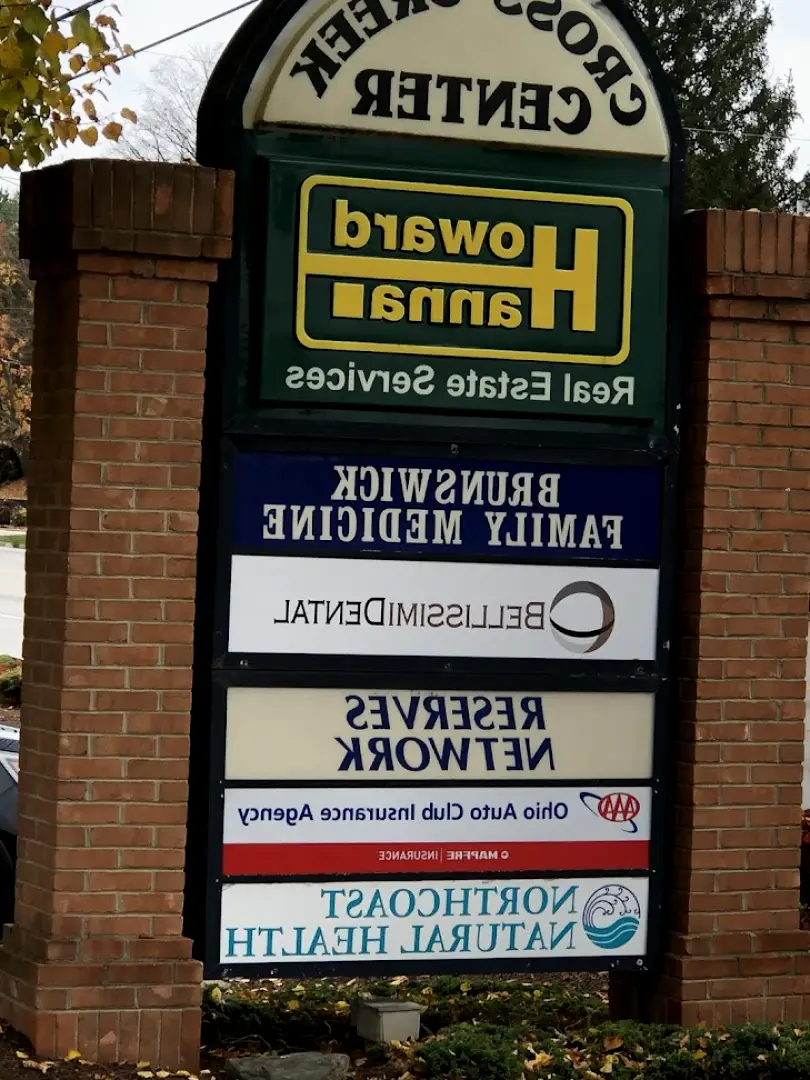 CROSS CREEK
CENTER
Howard
Hanna
Real Estate Services
BRUNSWICK
FAMILY MEDICINE
BELLISSIMIDENTAL
RESERVES
NETWORK
AAA Ohio Auto Club Insurance Agency
MAPFRE | INSURANCE
NORTHCOAST
NATURAL HEALTH